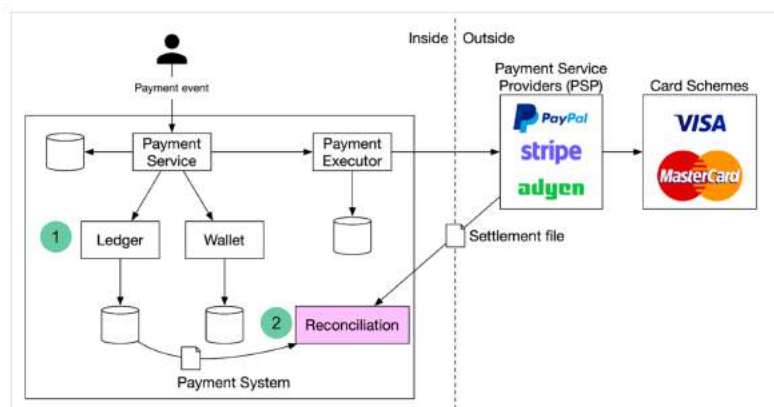 Inside
Outside
Payment event
Payment Service
Providers (PSP)
Card Schemes
PayPal
stripe
adyen
VISA
MasterCard
Payment
Service
Payment
Executor
1
Ledger
Wallet
Settlement file
2
Reconciliation
Payment System